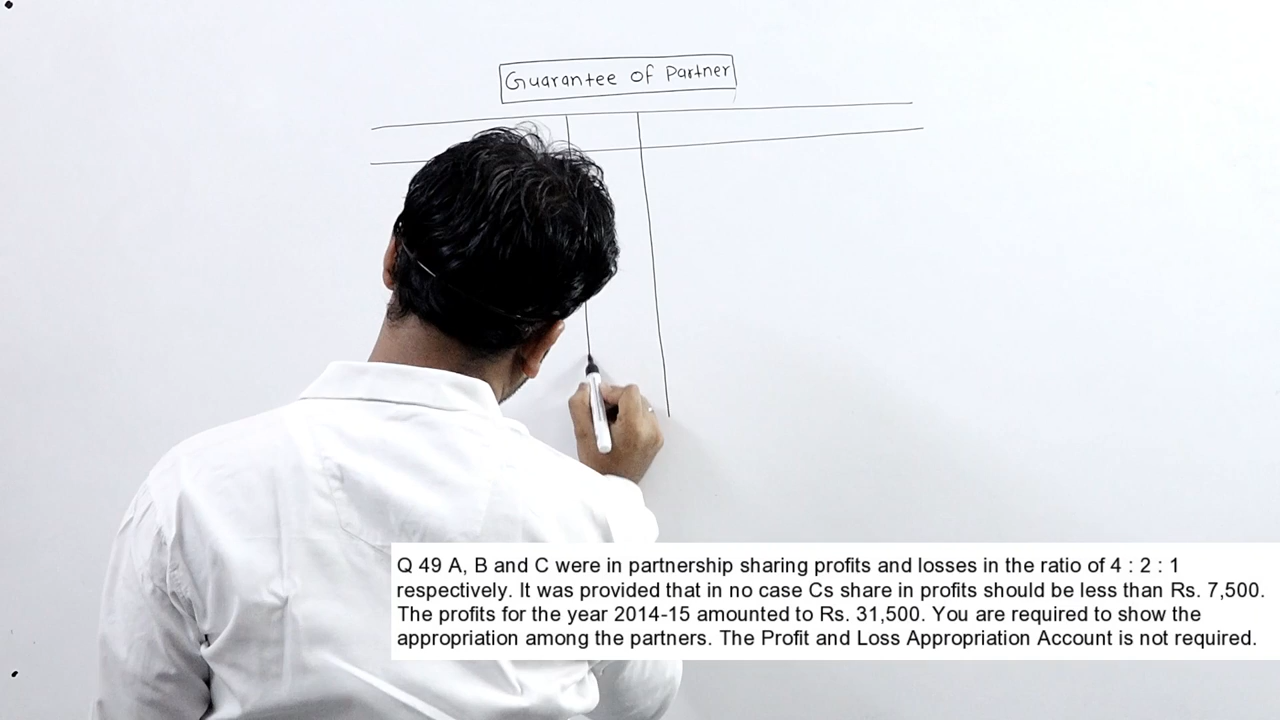 Guarantee of Partner
Q 49 A, B and C were in partnership sharing profits and losses in the ratio of 4 : 2 : 1
respectively. It was provided that in no case Cs share in profits should be less than Rs. 7,500.
The profits for the year 2014-15 amounted to Rs. 31,500. You are required to show the
appropriation among the partners. The Profit and Loss Appropriation Account is not required.